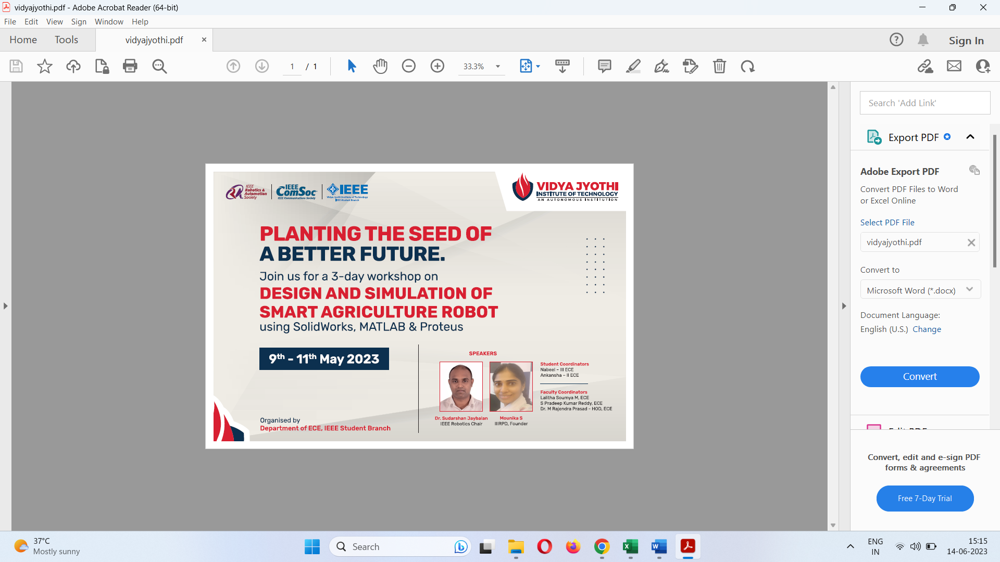 vidyajyothi.pdf - Adobe Acrobat Reader (64-bit)
File Edit View Sign Window Help
Home Tools vidyajyothi.pdf
Sign In
1 / 1 33.3%
Search 'Add Link'
Export PDF
Adobe Export PDF
Convert PDF Files to Word
or Excel Online
Select PDF File
vidyajyothi.pdf
Convert to
Microsoft Word (*.docx)
Document Language:
English (U.S.) Change
Convert
Convert, edit and e-sign PDF
forms & agreements
Free 7-Day Trial
IEEE
Robotics &
Automation
Society
IEEE
ComSoc
IEEE Communications Society
IEEE
Vidya Jyothi Institute of Technology
IEEE Student Branch
VIDYA JYOTHI
INSTITUTE OF TECHNOLOGY
AN AUTONOMOUS INSTITUTION
PLANTING THE SEED OF
A BETTER FUTURE.
Join us for a 3-day workshop on
DESIGN AND SIMULATION OF
SMART AGRICULTURE ROBOT
using SolidWorks, MATLAB & Proteus
9th - 11th May 2023
Organised by
Department of ECE, IEEE Student Branch
SPEAKERS
Dr. Sudarshan Jaybalan
IEEE Robotics Chair
Mounika S
IIIRPD, Founder
Student Coordinators
Nabeel – III ECE
Ankansha – II ECE
Faculty Coordinators
Lalitha Soumya M, ECE
S Pradeep Kumar Reddy, ECE
Dr. M Rajendra Prasad – HOD, ECE
37°C
Mostly sunny
Search
ENG
IN
15:15
14-06-2023